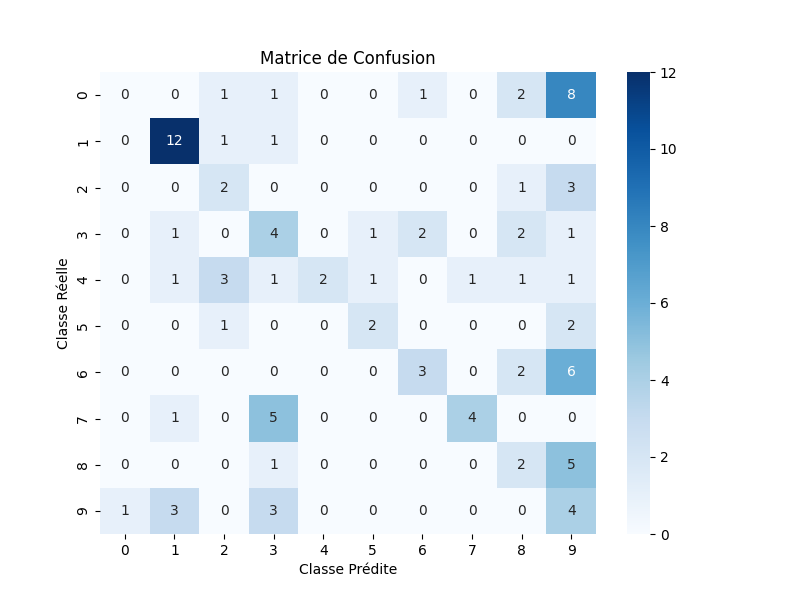 Matrice de Confusion
0 0 0 1 1 0 0 1 0 2 8
1 0 12 1 1 0 0 0 0 0 0
2 0 0 2 0 0 0 0 0 1 3
3 0 1 0 4 0 1 2 0 2 1
4 0 1 3 1 2 1 0 1 1 1
5 0 0 1 0 0 2 0 0 0 2
6 0 0 0 0 0 0 3 0 2 6
7 0 1 0 5 0 0 0 4 0 0
8 0 0 0 1 0 0 0 0 2 5
9 1 3 0 3 0 0 0 0 0 4
0 1 2 3 4 5 6 7 8 9
Classe Prédite
Classe Réelle
12
10
8
6
4
2
0